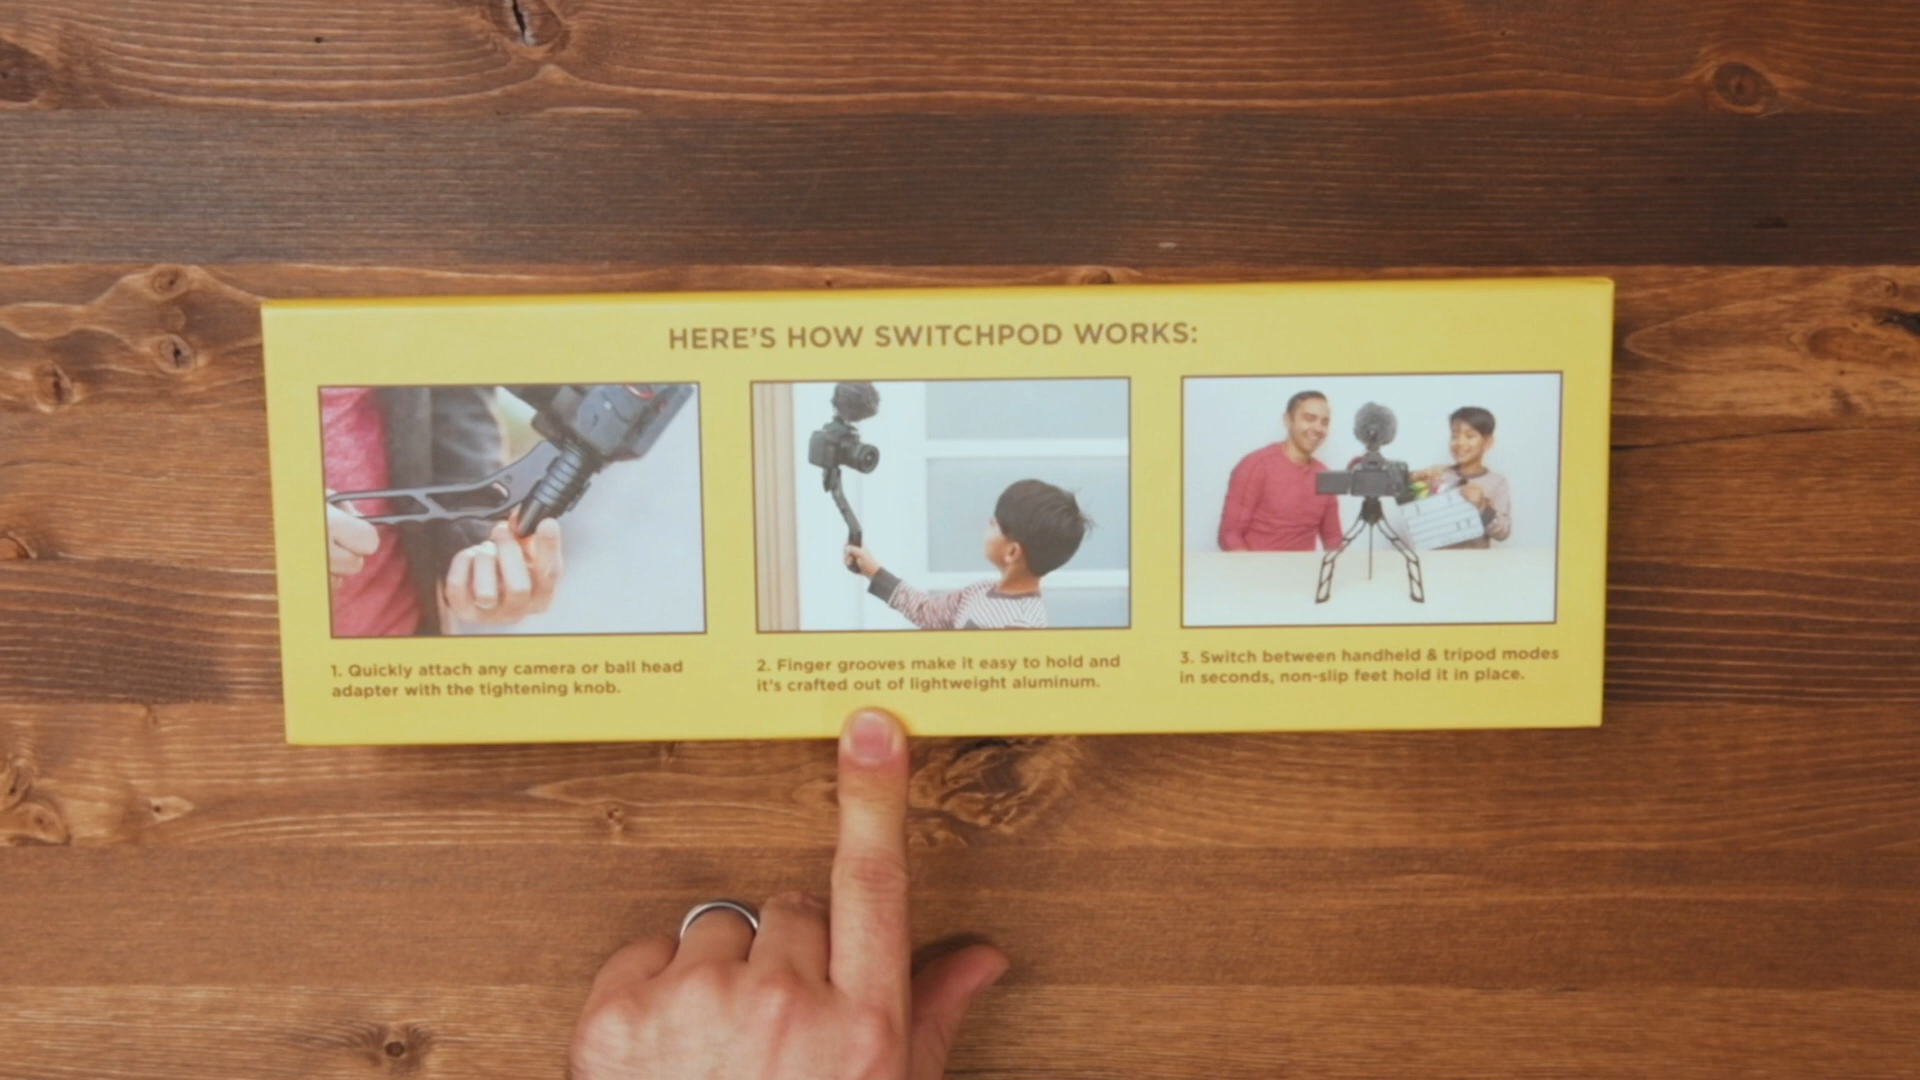 HERE'S HOW SWITCHPOD WORKS:
1. Quickly attach any camera or ball head
adapter with the tightening knob.
2. Finger grooves make it easy to hold and
it's crafted out of lightweight aluminum.
3. Switch between handheld & tripod modes
in seconds, non-slip feet hold it in place.